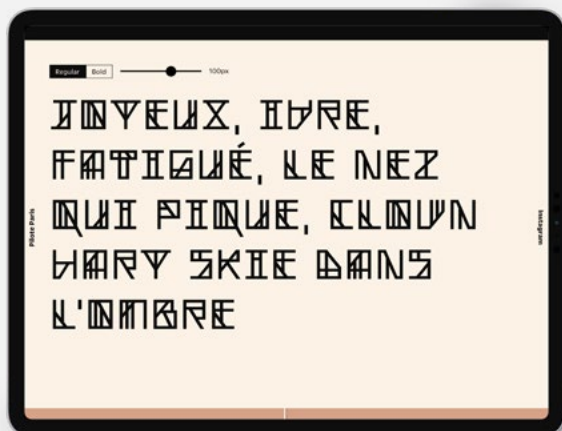 Regular Bold 100px
JOYEUX, IVRE,
FATIGUÉ, LE NEZ
QUI PIQUE, CLOWN
HARY SKIE DANS
L'OMBRE
Pilote Paris
Instagram